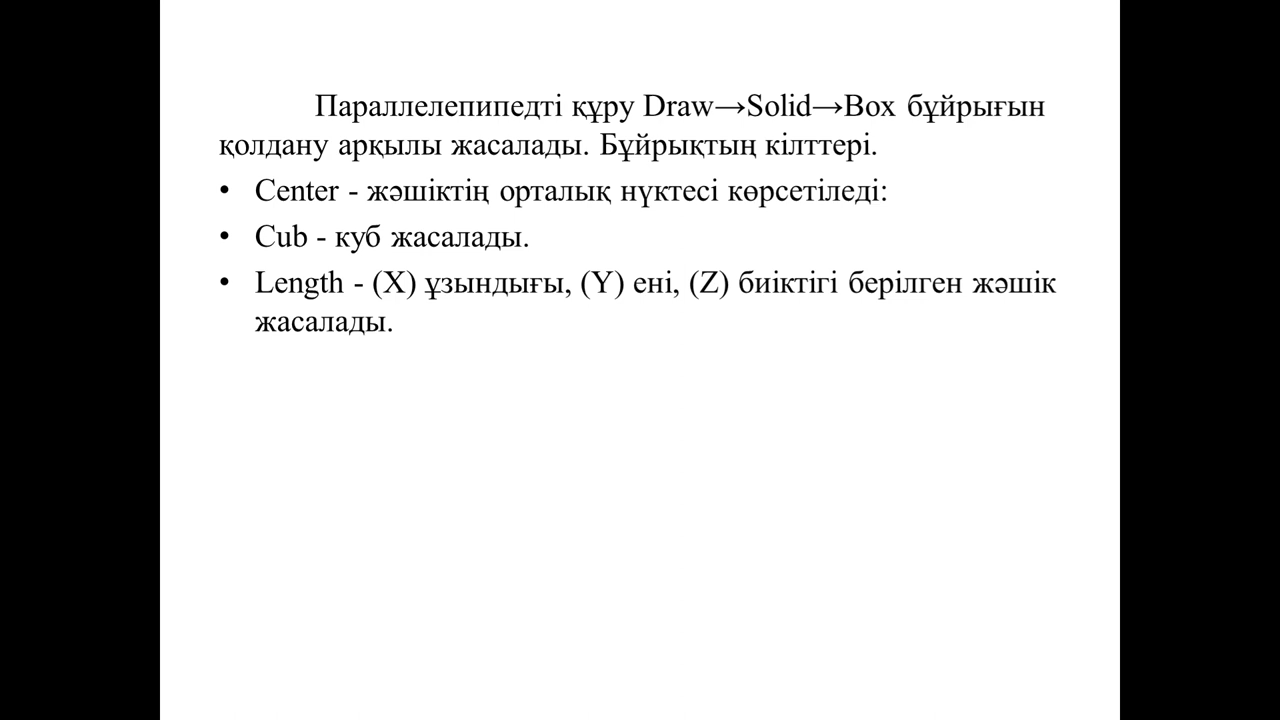 Параллелепипедті құру Draw→Solid→Box бұйрығын
қолдану арқылы жасалады. Бұйрықтың кілттері.
• Center - жәшіктің орталық нүктесі көрсетіледі:
• Cub - куб жасалады.
• Length - (X) ұзындығы, (Y) ені, (Z) биіктігі берілген жәшік
жасалады.